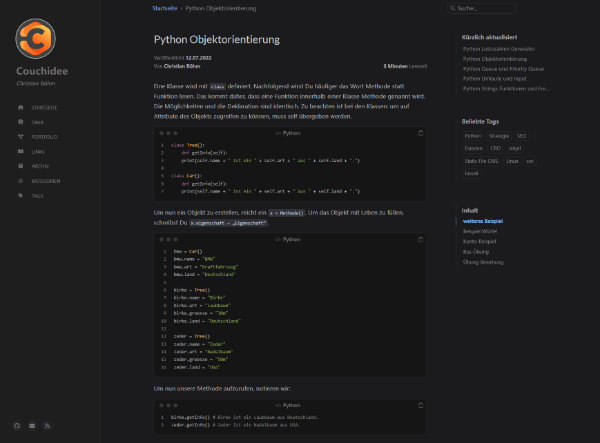 Startseite › Python Objektorientierung
Suche...
Couchidee
Christian Böhm
STARTSEITE
ÜBER
PORTFOLIO
LINKS
ARCHIV
KATEGORIEN
TAGS
Python Objektorientierung
Veröffentlicht 12.07.2022
Von Christian Böhm
6 Minuten Lesezeit
Eine Klasse wird mit class definiert. Nachfolgend wirst Du häufiger das Wort Methode statt
Funktion lesen. Das kommt daher, dass eine Funktion innerhalb einer Klasse Methode genannt wird.
Die Möglichkeiten und die Deklaration sind identisch. Zu beachten ist bei den Klassen: um auf
Attribute des Objekts zugreifen zu können, muss self übergeben werden.
</> Python
1 class Tree():
2 def getInfo(self):
3 print(self.name + " ist ein " + self.art + " aus " + self.land + ".")
4
5 class Car():
6 def getInfo(self):
7 print(self.name + " ist ein " + self.art + " aus " + self.land + ".")
Um nun ein Objekt zu erstellen, reicht ein x = Methode(). Um das Objekt mit Leben zu füllen,
schreibst Du x.eigenschaft = „Eigenschaft".
</> Python
1 bmw = Car()
2 bmw.name = "BMW"
3 bmw.art = "Kraftfahrzeug"
4 bmw.land = "Deutschland"
5
6 birke = Tree()
7 birke.name = "Birke"
8 birke.art = "Laubbaum"
9 birke.groesse = "30m"
10 birke.land = "Deutschland"
11
12 zeder = Tree()
13 zeder.name = "Zeder"
14 zeder.art = "Nadelbaum"
15 zeder.groesse = "50m"
16 zeder.land = "USA"
Um nun unsere Methode aufzurufen, notieren wir:
</> Python
1 birke.getInfo() # Birke ist ein Laubbaum aus Deutschland.
2 zeder.getInfo() # Zeder ist ein Nadelbaum aus USA.
Kürzlich aktualisiert
Python Lottozahlen Generator
Python Objektorientierung
Python Queue und Priority Queue
Python Umlaute und Input
Python Strings Funktionen und For...
Beliebte Tags
Python Strategie SEO
Dateien CRO Jekyll
Static file CMS Linux csv
Install
Inhalt
weiteres Beispiel
Beispiel Würfel
Konto-Beispiel
Bus-Übung
Übung Vererbung